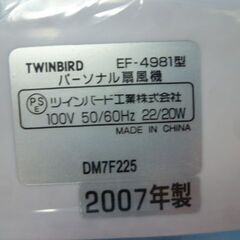 TWINBIRD EF-4981型
パーソナル扇風機
PSE ツインバード工業株式会社
100V 50/60Hz 22/20W
MADE IN CHINA
DM7F225
2007年製